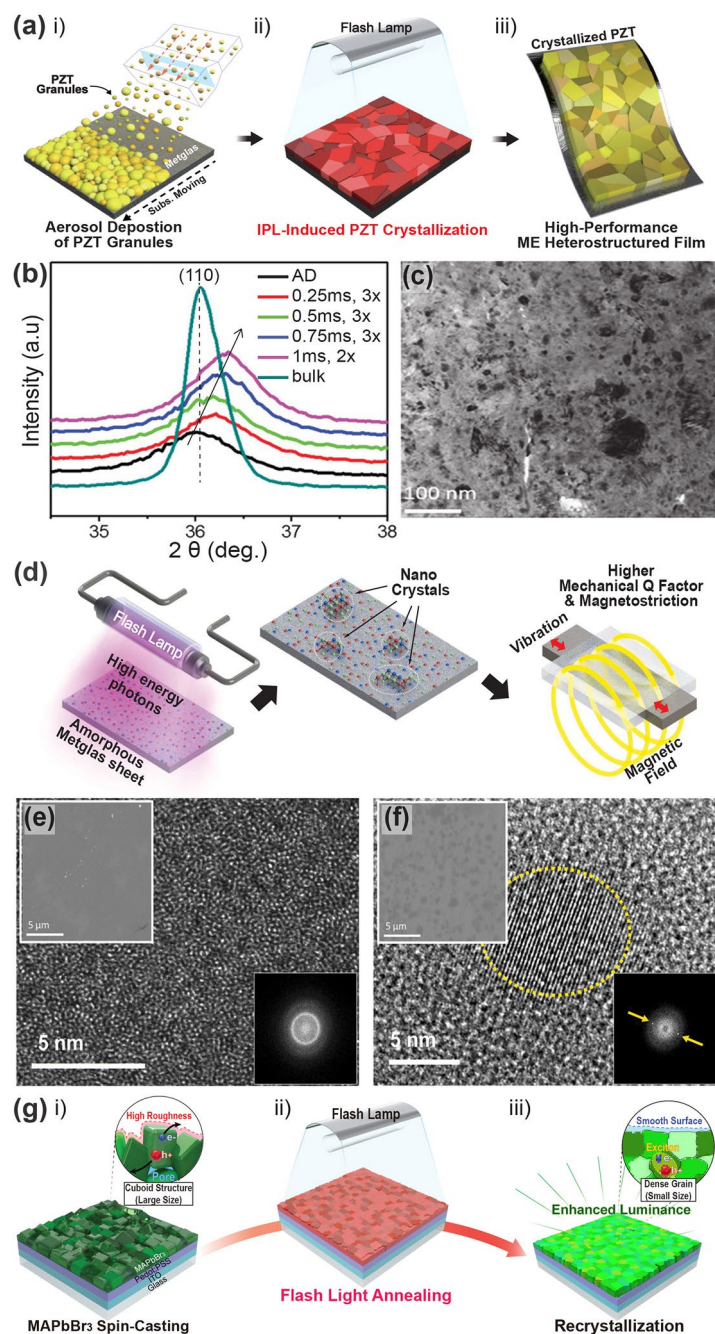 (a) i)
PZT
Granules
Metglas
Subs. Moving
Aerosol Depostion
of PZT Granules
ii)
Flash Lamp
IPL-Induced PZT Crystallization
iii)
Crystallized PZT
High-Performance
ME Heterostructured Film
(b)
(110)
AD
0.25ms, 3x
0.5ms, 3x
0.75ms, 3x
1ms, 2x
bulk
Intensity (a.u)
35 36 37 38
2 θ (deg.)
(c)
100 nm
(d)
Flash Lamp
High energy
photons
Amorphous
Metglas sheet
Nano
Crystals
Higher
Mechanical Q Factor
& Magnetostriction
Vibration
Magnetic
Field
(e)
5 μm
5 nm
(f)
5 μm
5 nm
(g) i)
High Roughness
e-
h+
Pore
Cuboid Structure
(Large Size)
MAPbBr₃
Pedot:PSS
ITO
Glass
MAPbBr₃ Spin-Casting
ii)
Flash Lamp
Flash Light Annealing
iii)
Smooth Surface
Exciton
e-
h+
Dense Grain
(Small Size)
Enhanced Luminance
Recrystallization